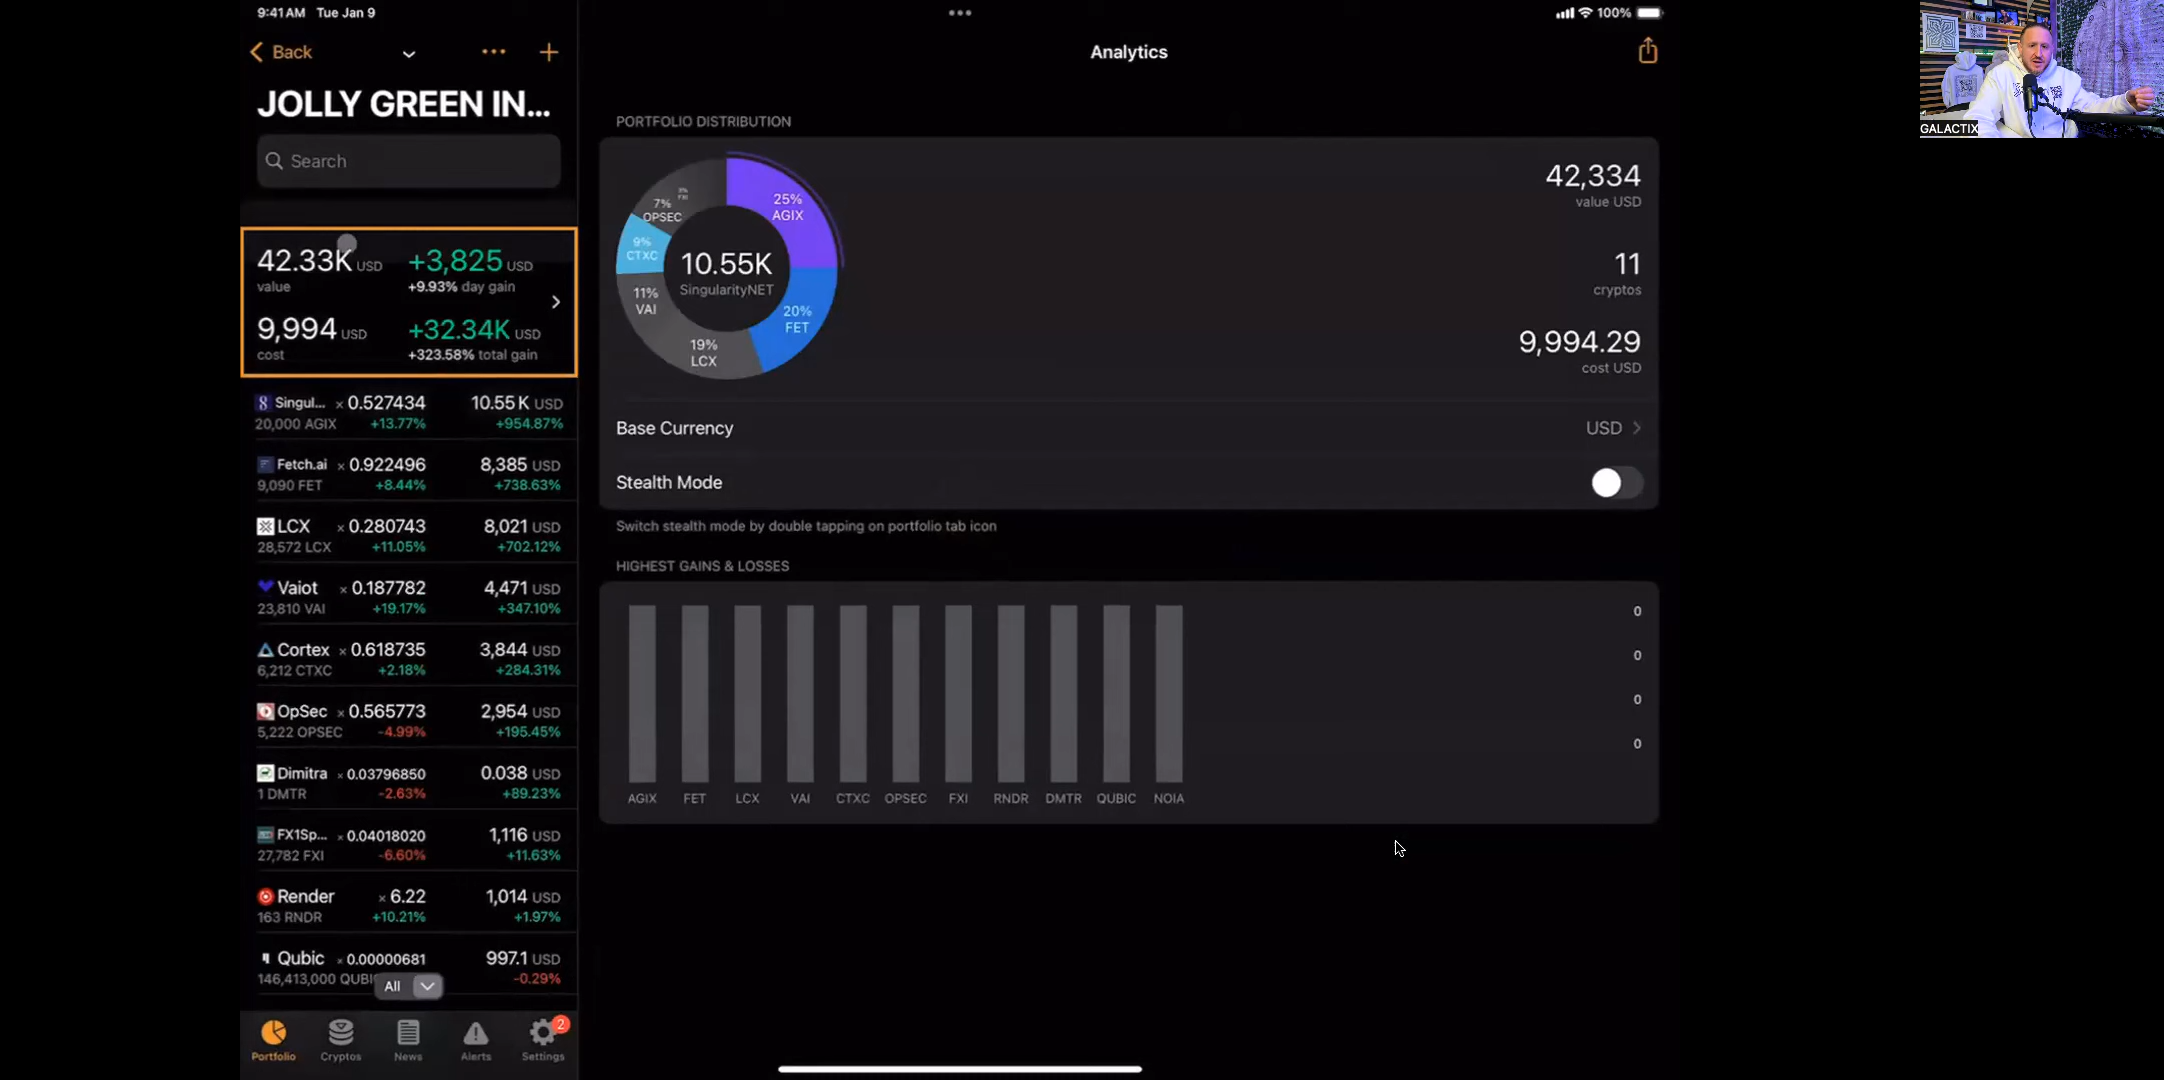 9:41 AM Tue Jan 9
100%
Back
Analytics
JOLLY GREEN IN...
Search
42.33K USD +3,825 USD
value +9.93% day gain
9,994 USD +32.34K USD
cost +323.58% total gain
Singul... × 0.527434 10.55 K USD
20,000 AGIX +13.77% +954.87%
Fetch.ai × 0.922496 8,385 USD
9,090 FET +8.44% +738.63%
LCX × 0.280743 8,021 USD
28,572 LCX +11.05% +702.12%
Vaiot × 0.187782 4,471 USD
23,810 VAI +19.17% +347.10%
Cortex × 0.618735 3,844 USD
6,212 CTXC +2.18% +284.31%
OpSec × 0.565773 2,954 USD
5,222 OPSEC -4.99% +195.45%
Dimitra × 0.03796850 0.038 USD
1 DMTR -2.63% +89.23%
FX1Sp... × 0.04018020 1,116 USD
27,782 FXI -6.60% +11.63%
Render × 6.22 1,014 USD
163 RNDR +10.21% +1.97%
Qubic × 0.00000681 997.1 USD
146,413,000 QUBI -0.29%
All
Portfolio Cryptos News Alerts Settings
2
PORTFOLIO DISTRIBUTION
25%
AGIX
20%
FET
19%
LCX
11%
VAI
9%
CTXC
7%
OPSEC
3%
FXI
10.55K
SingularityNET
42,334
value USD
11
cryptos
9,994.29
cost USD
Base Currency USD
Stealth Mode
Switch stealth mode by double tapping on portfolio tab icon
HIGHEST GAINS & LOSSES
0
0
0
0
AGIX FET LCX VAI CTXC OPSEC FXI RNDR DMTR QUBIC NOIA
GALACTIX